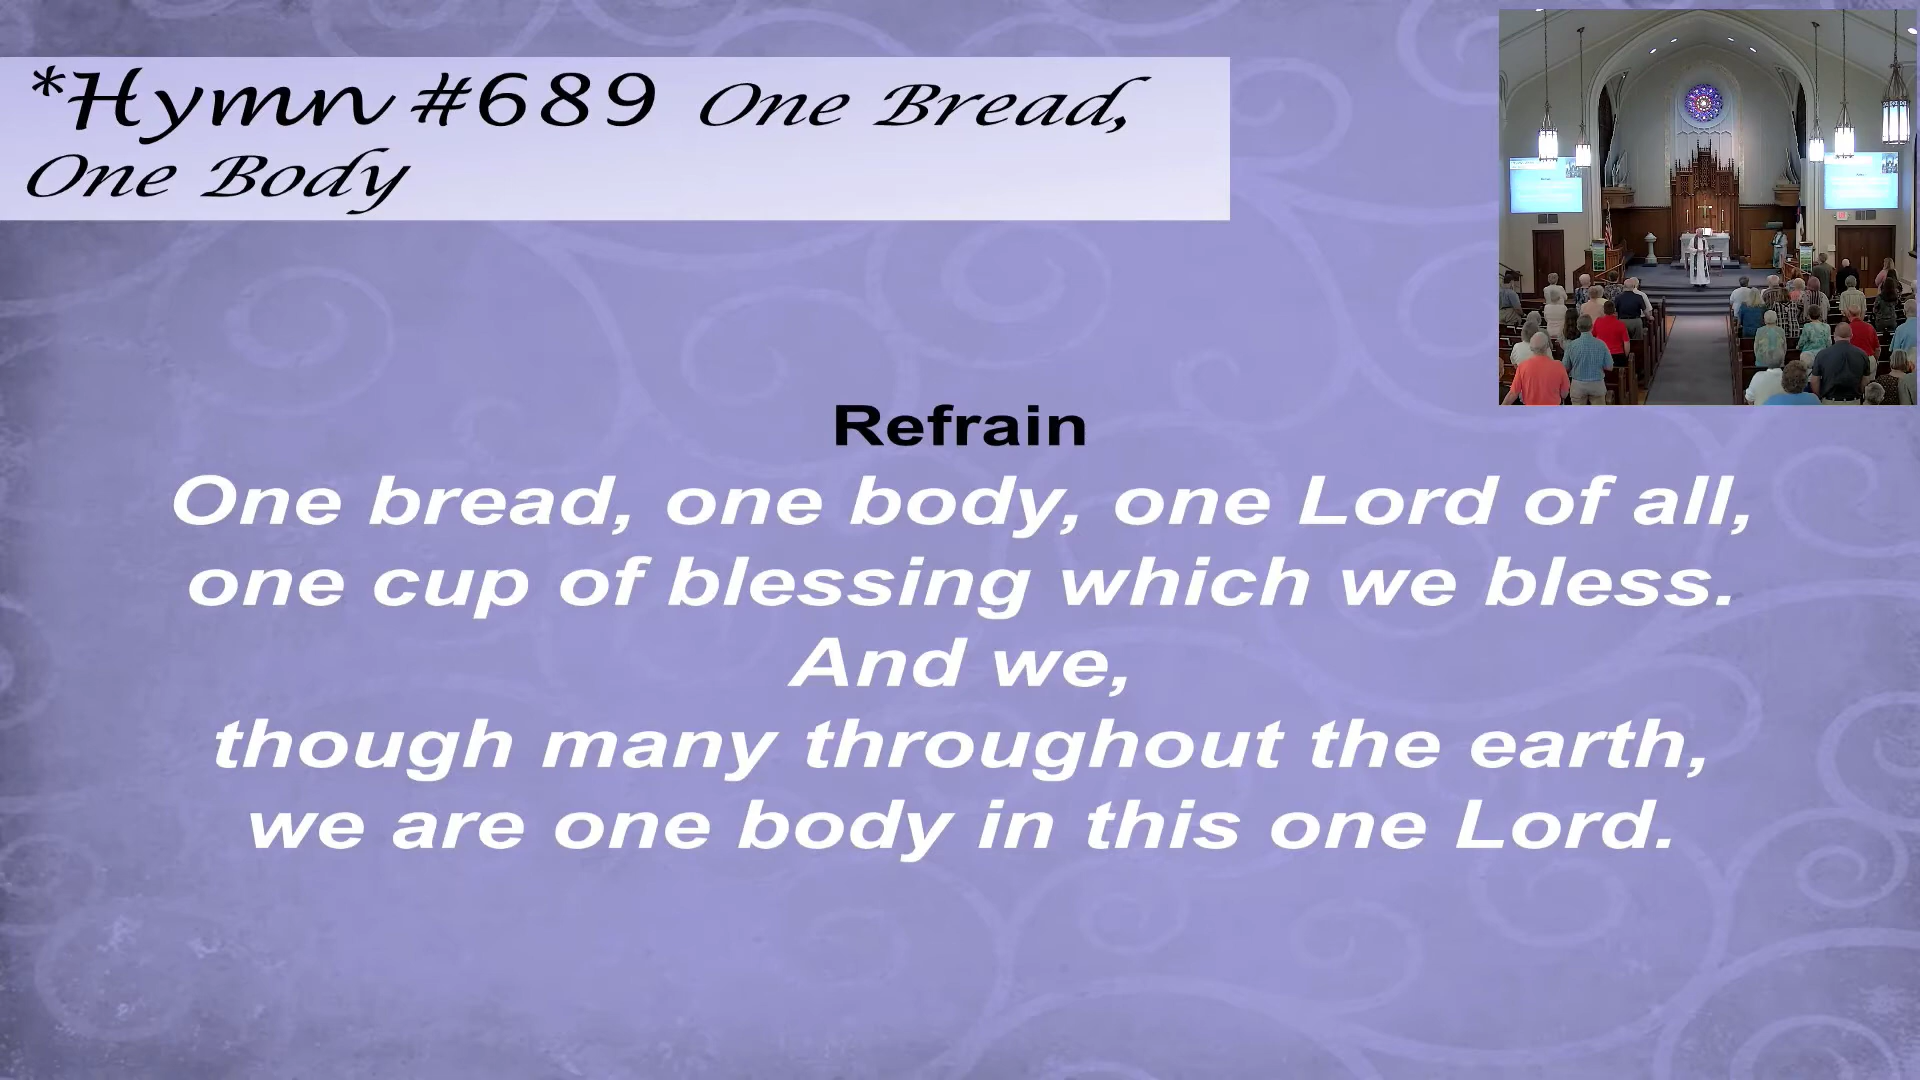 *Hymn #689 One Bread,
One Body
Refrain
One bread, one body, one Lord of all,
one cup of blessing which we bless.
And we,
though many throughout the earth,
we are one body in this one Lord.